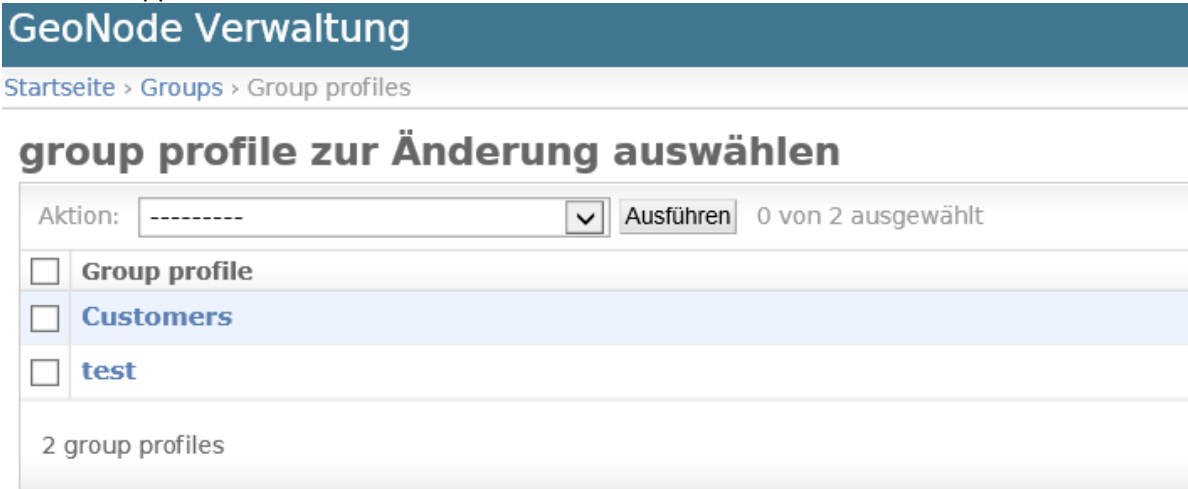 GeoNode Verwaltung
Startseite › Groups › Group profiles
group profile zur Änderung auswählen
Aktion: --------- Ausführen 0 von 2 ausgewählt
Group profile
Customers
test
2 group profiles